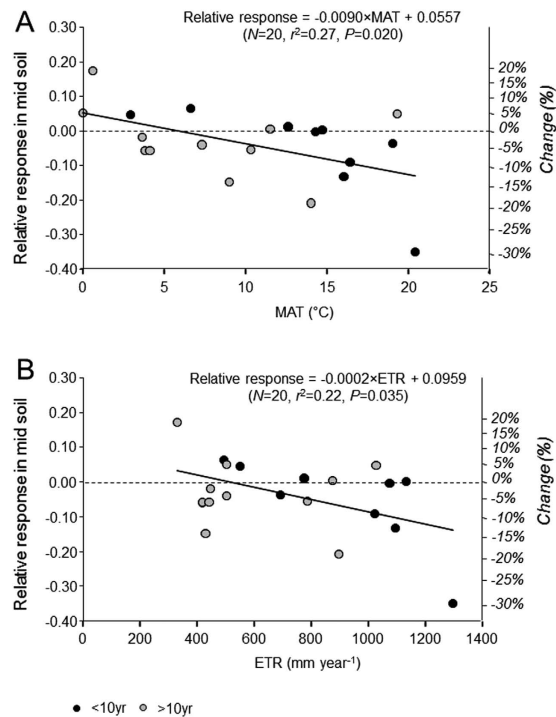 A
Relative response = -0.0090×MAT + 0.0557
(N=20, r²=0.27, P=0.020)
Relative response in mid soil
0.30
0.20
0.10
0.00
-0.10
-0.20
-0.30
-0.40
20%
15%
10%
5%
0%
-5%
-10%
-15%
-20%
-25%
-30%
Change (%)
0 5 10 15 20 25
MAT (°C)
B
Relative response = -0.0002×ETR + 0.0959
(N=20, r²=0.22, P=0.035)
Relative response in mid soil
0.30
0.20
0.10
0.00
-0.10
-0.20
-0.30
-0.40
20%
15%
10%
5%
0%
-5%
-10%
-15%
-20%
-25%
-30%
Change (%)
0 200 400 600 800 1000 1200 1400
ETR (mm year⁻¹)
<10yr >10yr